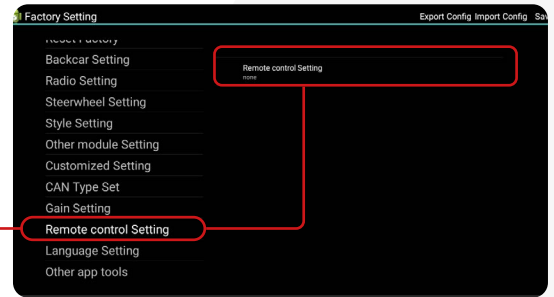 Factory Setting
Export Config Import Config
Reset Factory
Backcar Setting
Radio Setting
Steerwheel Setting
Style Setting
Other module Setting
Customized Setting
CAN Type Set
Gain Setting
Remote control Setting
Language Setting
Other app tools
Remote control Setting
none